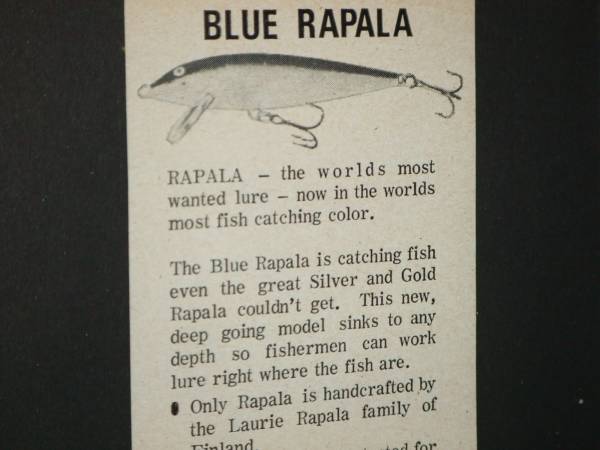 BLUE RAPALA
RAPALA – the worlds most
wanted lure – now in the worlds
most fish catching color.
The Blue Rapala is catching fish
even the great Silver and Gold
Rapala couldn't get. This new,
deep going model sinks to any
depth so fishermen can work
lure right where the fish are.
• Only Rapala is handcrafted by
the Laurie Rapala family of
Finland.
for